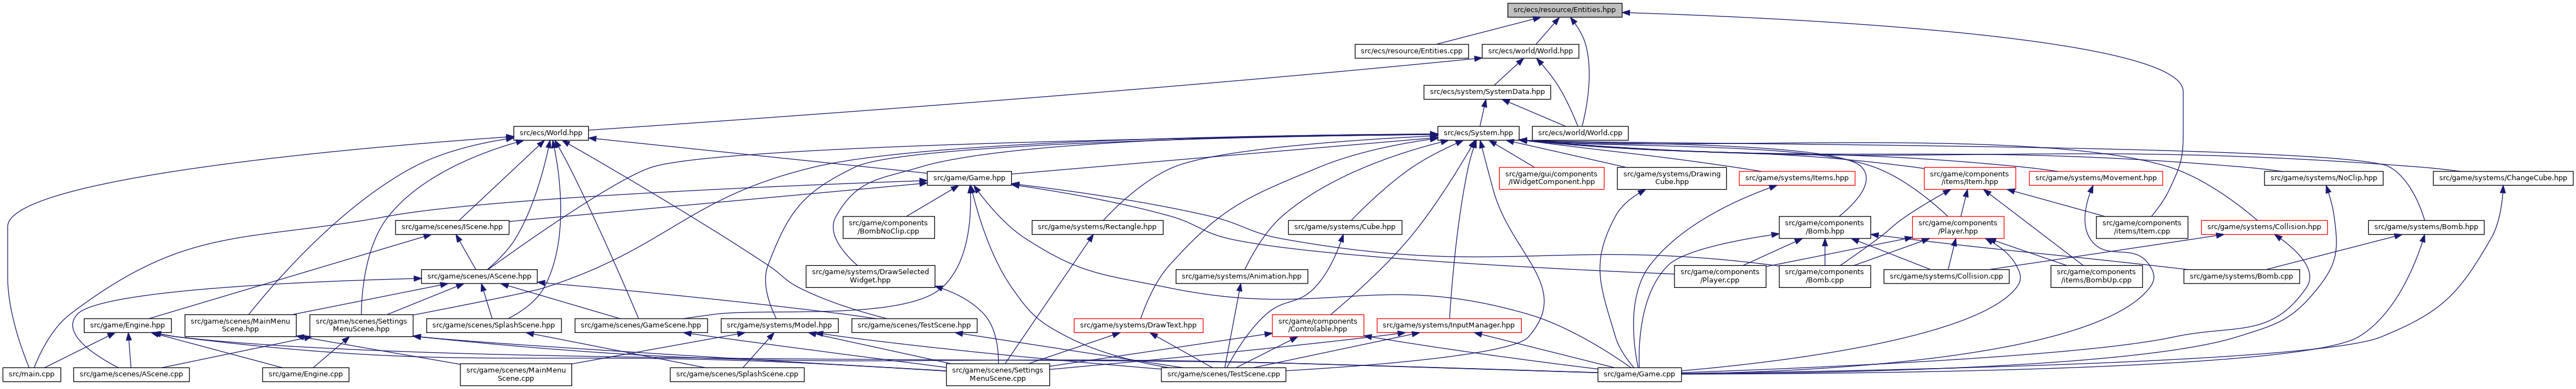 src/ecs/resource/Entities.hpp
src/ecs/resource/Entities.cpp
src/ecs/world/World.hpp
src/ecs/system/SystemData.hpp
src/ecs/World.hpp
src/ecs/System.hpp
src/ecs/world/World.cpp
src/game/Game.hpp
src/game/gui/components
/IWidgetComponent.hpp
src/game/systems/Drawing
Cube.hpp
src/game/systems/Items.hpp
src/game/components
/items/Item.hpp
src/game/systems/Movement.hpp
src/game/systems/NoClip.hpp
src/game/systems/ChangeCube.hpp
src/game/scenes/IScene.hpp
src/game/components
/BombNoClip.cpp
src/game/systems/Rectangle.hpp
src/game/systems/Cube.hpp
src/game/components
/Bomb.hpp
src/game/components
/Player.hpp
src/game/components
/items/Item.cpp
src/game/systems/Collision.hpp
src/game/systems/Bomb.hpp
src/game/scenes/AScene.hpp
src/game/systems/DrawSelected
Widget.hpp
src/game/systems/Animation.hpp
src/game/components
/Player.cpp
src/game/components
/Bomb.cpp
src/game/systems/Collision.cpp
src/game/components
/items/BombUp.cpp
src/game/systems/Bomb.cpp
src/game/Engine.hpp
src/game/scenes/MainMenu
Scene.hpp
src/game/scenes/Settings
MenuScene.hpp
src/game/scenes/SplashScene.hpp
src/game/scenes/GameScene.hpp
src/game/systems/Model.hpp
src/game/scenes/TestScene.hpp
src/game/systems/DrawText.hpp
src/game/components
/Controlable.hpp
src/game/systems/InputManager.hpp
src/main.cpp
src/game/scenes/AScene.cpp
src/game/Engine.cpp
src/game/scenes/MainMenu
Scene.cpp
src/game/scenes/SplashScene.cpp
src/game/scenes/Settings
MenuScene.cpp
src/game/scenes/TestScene.cpp
src/game/Game.cpp